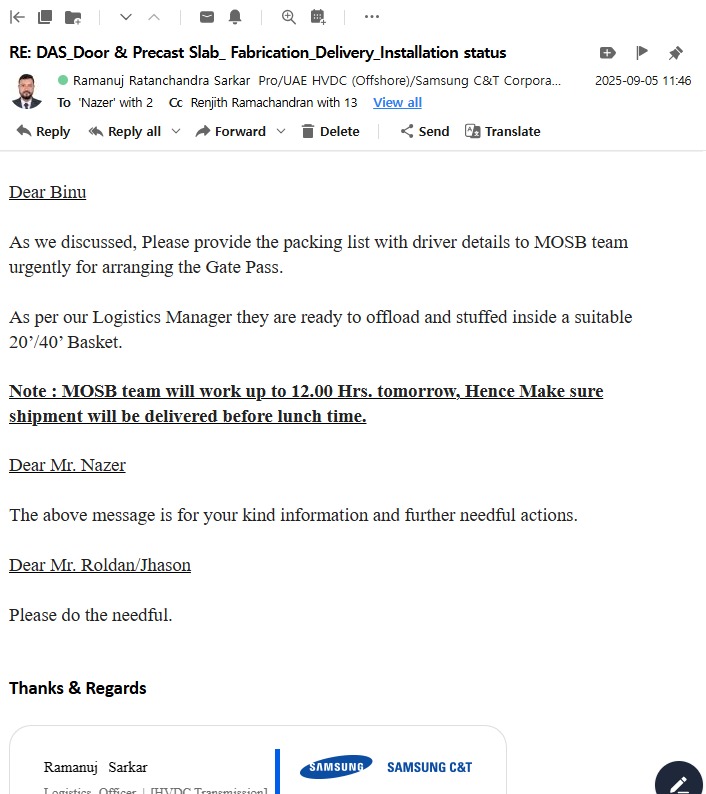 RE: DAS_Door & Precast Slab_ Fabrication_Delivery_Installation status
Ramanuj Ratanchandra Sarkar Pro/UAE HVDC (Offshore)/Samsung C&T Corpora... 2025-09-05 11:46
To 'Nazer' with 2 Cc Renjith Ramachandran with 13 View all
Reply Reply all Forward Delete Send Translate
Dear Binu
As we discussed, Please provide the packing list with driver details to MOSB team
urgently for arranging the Gate Pass.
As per our Logistics Manager they are ready to offload and stuffed inside a suitable
20’/40’ Basket.
Note : MOSB team will work up to 12.00 Hrs. tomorrow, Hence Make sure
shipment will be delivered before lunch time.
Dear Mr. Nazer
The above message is for your kind information and further needful actions.
Dear Mr. Roldan/Jhason
Please do the needful.
Thanks & Regards
Ramanuj Sarkar
SAMSUNG SAMSUNG C&T
Logistics Officer | [HVDC Transmission]